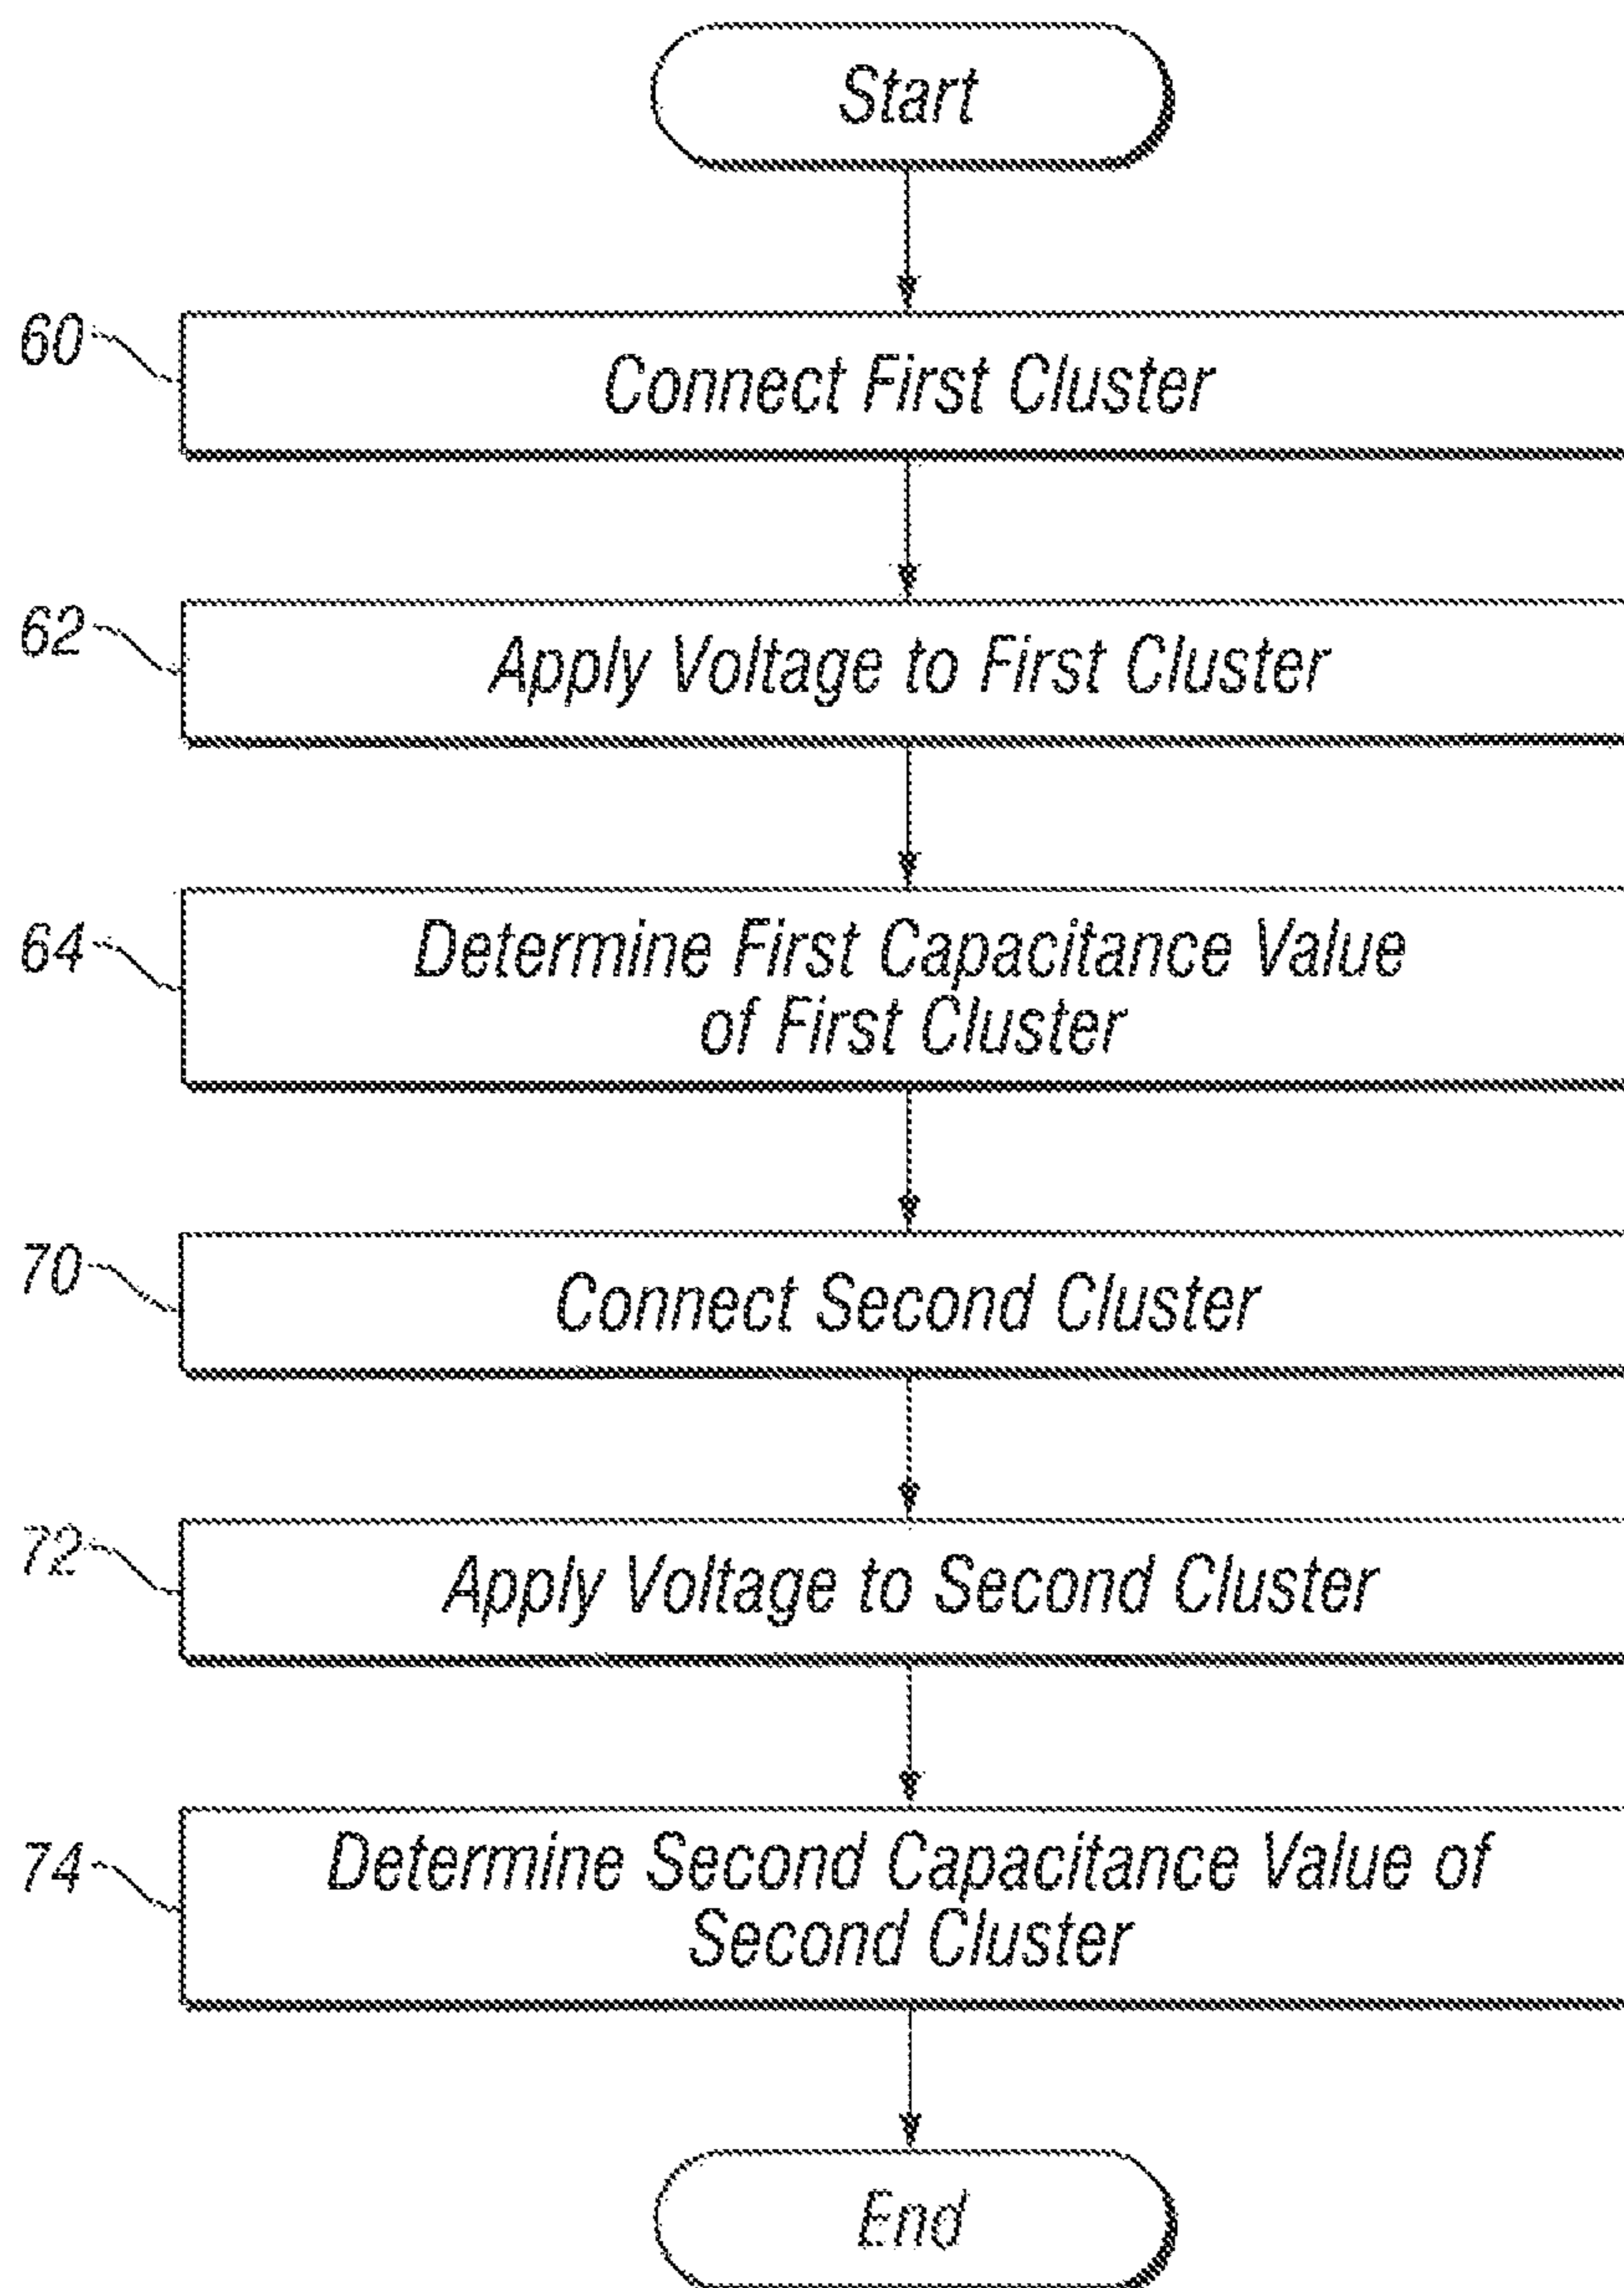 Start
60
Connect First Cluster
62
Apply Voltage to First Cluster
64
Determine First Capacitance Value
of First Cluster
70
Connect Second Cluster
72
Apply Voltage to Second Cluster
74
Determine Second Capacitance Value of
Second Cluster
End